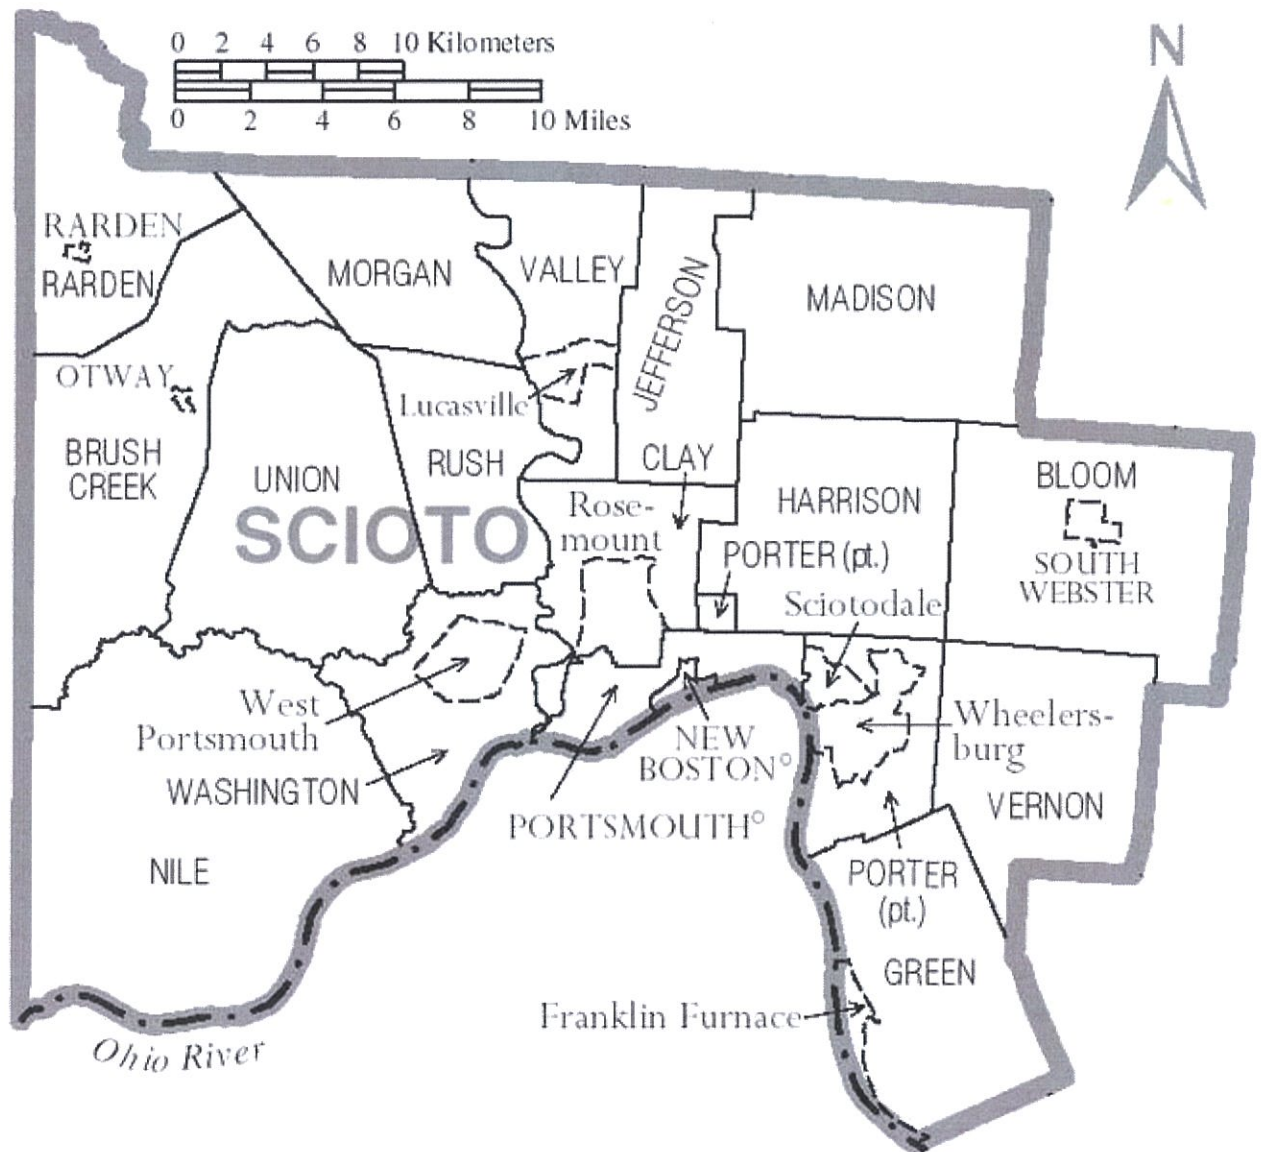 0 2 4 6 8 10 Kilometers
0 2 4 6 8 10 Miles
N
RARDEN
RARDEN
MORGAN
VALLEY
JEFFERSON
MADISON
OTWAY
Lucasville
BRUSH
CREEK
UNION
RUSH
CLAY
HARRISON
BLOOM
SCIOTO
Rose-
mount
PORTER (pt.)
SOUTH
WEBSTER
Sciotodale
West
Portsmouth
WASHINGTON
NEW
BOSTON©
Wheelers-
burg
PORTSMOUTH©
VERNON
NILE
PORTER
(pt.)
GREEN
Franklin Furnace
Ohio River